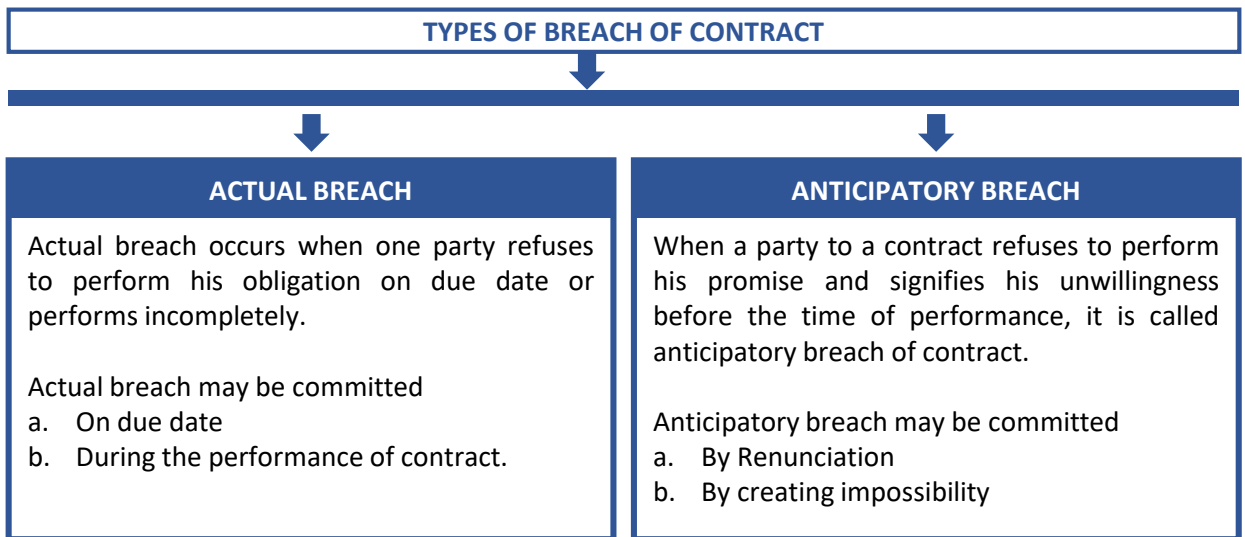 TYPES OF BREACH OF CONTRACT
ACTUAL BREACH
Actual breach occurs when one party refuses
to perform his obligation on due date or
performs incompletely.
Actual breach may be committed
a. On due date
b. During the performance of contract.
ANTICIPATORY BREACH
When a party to a contract refuses to perform
his promise and signifies his unwillingness
before the time of performance, it is called
anticipatory breach of contract.
Anticipatory breach may be committed
a. By Renunciation
b. By creating impossibility